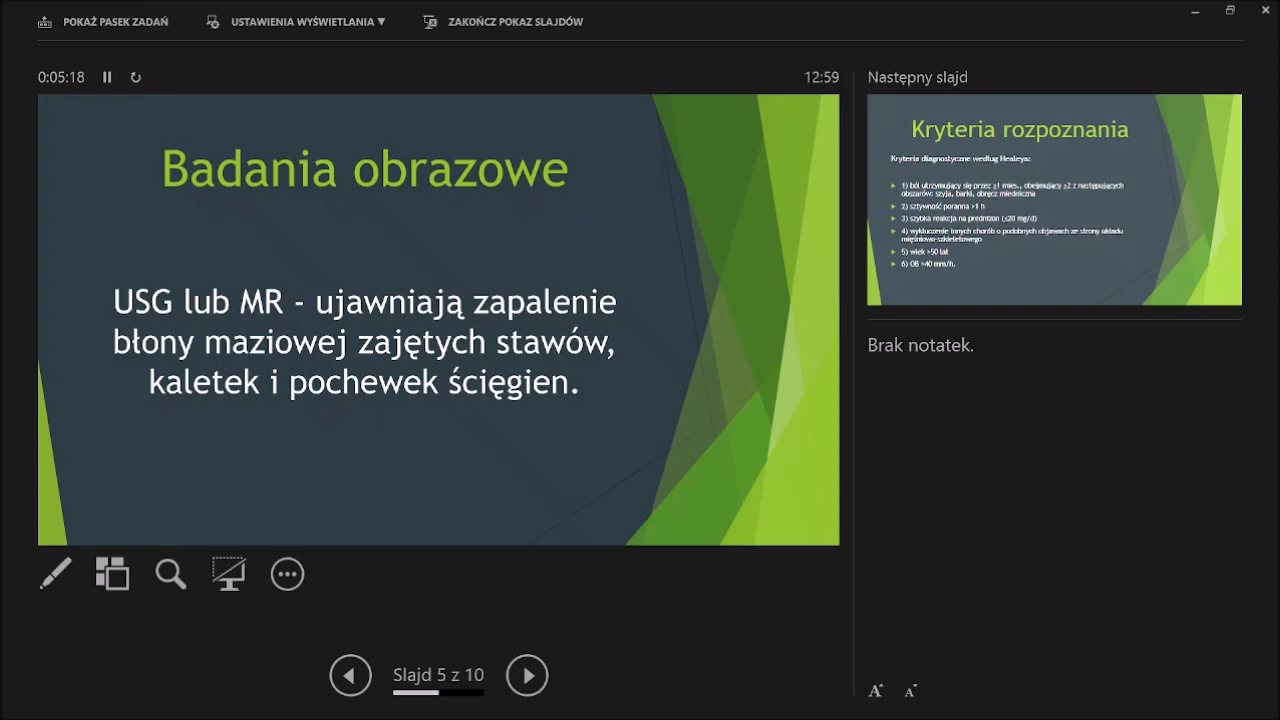 POKAŻ PASEK ZADAŃ
USTAWIENIA WYŚWIETLANIA ▼
ZAKOŃCZ POKAZ SLAJDÓW
0:05:18
12:59
Badania obrazowe
USG lub MR - ujawniają zapalenie
błony maziowej zajętych stawów,
kaletek i pochewek ścięgien.
Slajd 5 z 10
Następny slajd
Kryteria rozpoznania
Kryteria diagnostyczne według Healeya:
1) ból utrzymujący się przez ≥1 mies., obejmujący ≥2 z następujących
obszarów: szyja, barki, obręcz miedniczna
2) sztywność poranna >1 h
3) szybka reakcja na prednizon (≤20 mg/d)
4) wykluczenie innych chorób o podobnych objawach ze strony układu
mięśniowo-szkieletowego
5) wiek >50 lat
6) OB >40 mm/h.
Brak notatek.
A A